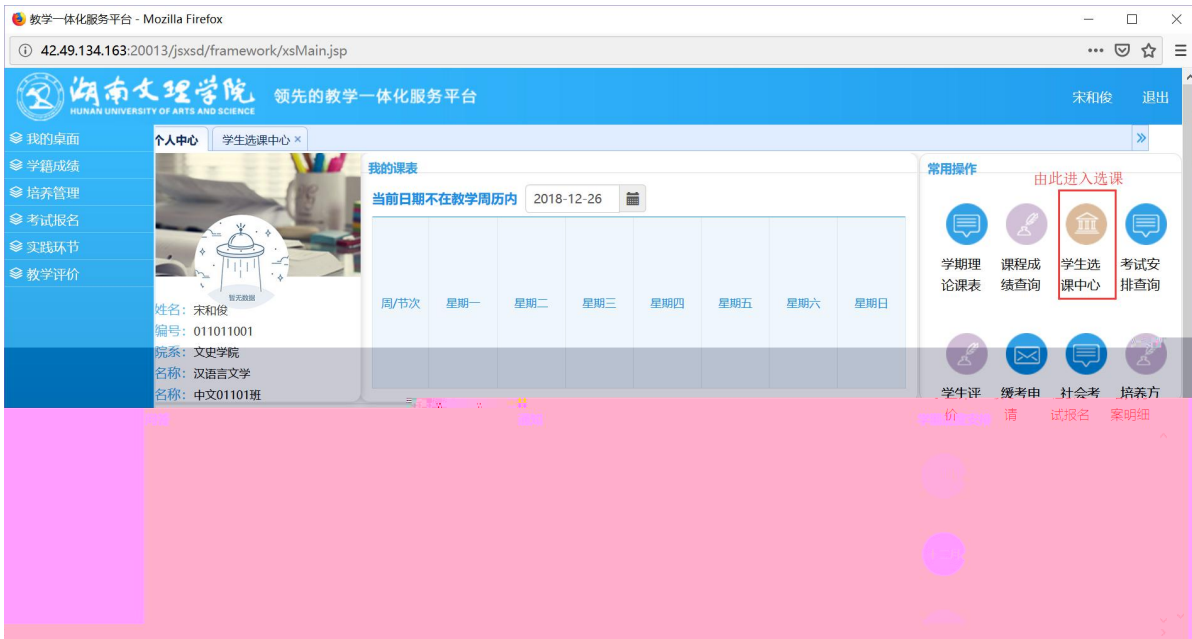 教学一体化服务平台 - Mozilla Firefox
42.49.134.163:20013/jsxsd/framework/xsMain.jsp
湖南文理学院
HUNAN UNIVERSITY OF ARTS AND SCIENCE
领先的教学一体化服务平台
宋和俊 退出
我的桌面
学籍成绩
培养管理
考试报名
实践环节
教学评价
个人中心 学生选课中心 ×
暂无数据
姓名：宋和俊
编号：011011001
院系：文史学院
名称：汉语言文学
名称：中文01101班
我的课表
当前日期不在教学周历内 2018-12-26
周/节次 星期一 星期二 星期三 星期四 星期五 星期六 星期日
常用操作
由此进入选课
学期理论课表
课程成绩查询
学生选课中心
考试安排查询
学生评价
缓考申请
社会考试报名
培养方案明细